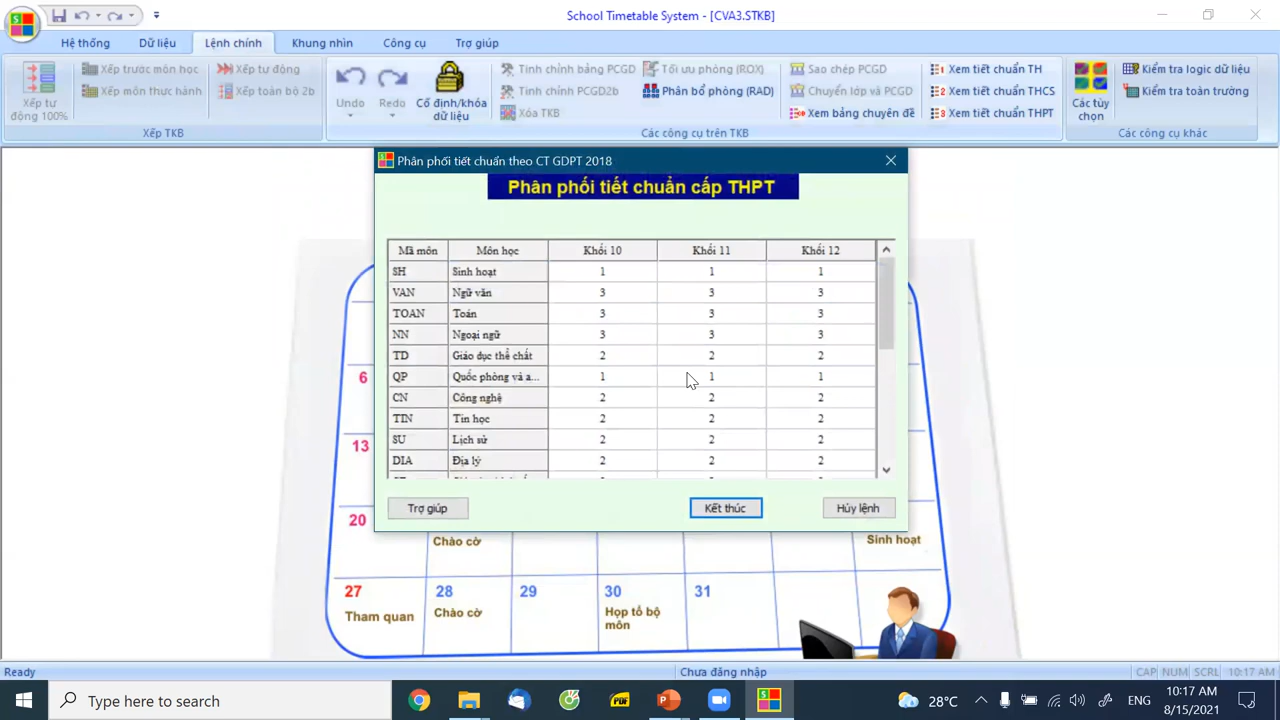 School Timetable System - [CVA3.STKB]
Hệ thống Dữ liệu Lệnh chính Khung nhìn Công cụ Trợ giúp
Xếp tự động 100%
Xếp trước môn học
Xếp môn thực hành
Xếp tự động
Xếp toàn bộ 2b
Xếp TKB
Undo
Redo
Cố định/khóa dữ liệu
Tinh chỉnh bảng PCGD
Tinh chỉnh PCGD2b
Xóa TKB
Tối ưu phòng (ROX)
Phân bổ phòng (RAD)
Sao chép PCGD
Chuyển lớp và PCGD
Xem bảng chuyên đề
Xem tiết chuẩn TH
Xem tiết chuẩn THCS
Xem tiết chuẩn THPT
Các công cụ trên TKB
Các tùy chọn
Kiểm tra logic dữ liệu
Kiểm tra toàn trường
Các công cụ khác
Phân phối tiết chuẩn theo CT GDPT 2018
Phân phối tiết chuẩn cấp THPT
Mã môn Môn học Khối 10 Khối 11 Khối 12
SH Sinh hoạt 1 1 1
VAN Ngữ văn 3 3 3
TOAN Toán 3 3 3
NN Ngoại ngữ 3 3 3
TD Giáo dục thể chất 2 2 2
QP Quốc phòng và a... 1 1 1
CN Công nghệ 2 2 2
TIN Tin học 2 2 2
SU Lịch sử 2 2 2
DIA Địa lý 2 2 2
Trợ giúp Kết thúc Hủy lệnh
6
13
20
Chào cờ
Sinh hoạt
27 28 29 30 31
Tham quan Chào cờ Họp tổ bộ
môn
Ready Chưa đăng nhập CAP NUM SCRL 10:17 AM
Type here to search
PDF
28°C
ENG
10:17 AM
8/15/2021